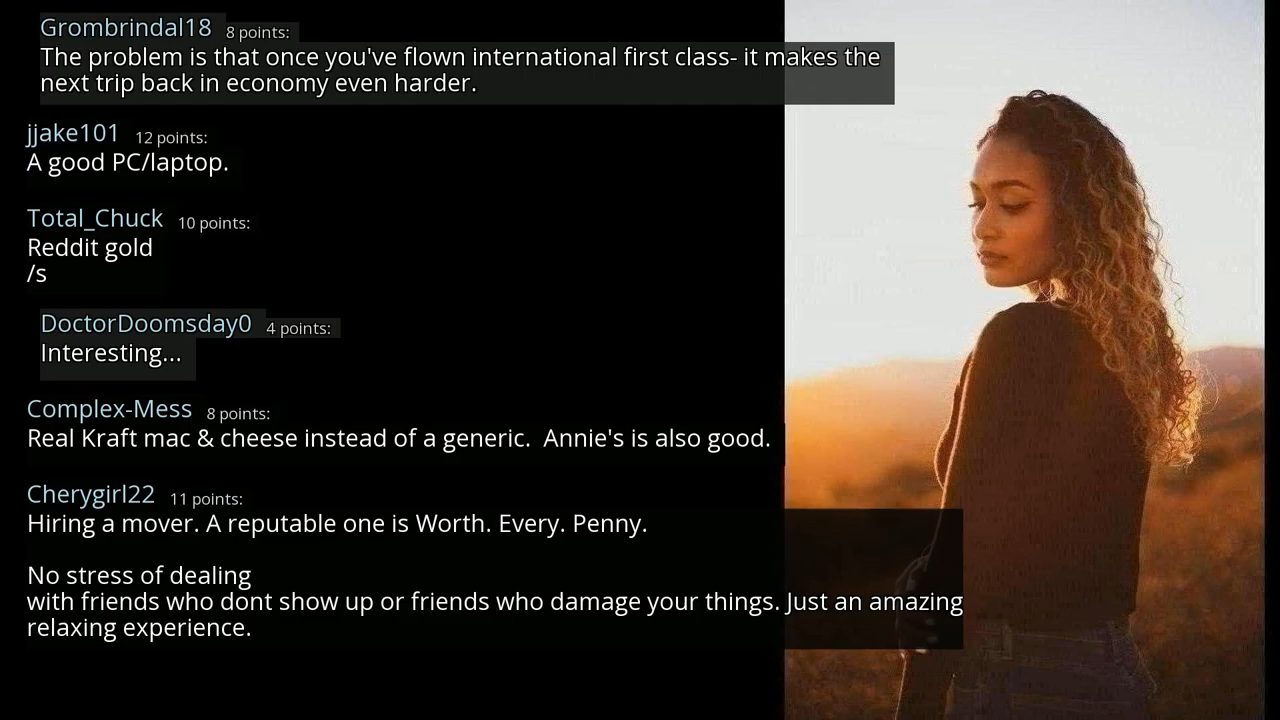 Grombrindal18 8 points:
The problem is that once you've flown international first class- it makes the
next trip back in economy even harder.
jjake101 12 points:
A good PC/laptop.
Total_Chuck 10 points:
Reddit gold
/s
DoctorDoomsday0 4 points:
Interesting...
Complex-Mess 8 points:
Real Kraft mac & cheese instead of a generic.  Annie's is also good.
Cherygirl22 11 points:
Hiring a mover. A reputable one is Worth. Every. Penny.
No stress of dealing
with friends who dont show up or friends who damage your things. Just an amazing
relaxing experience.